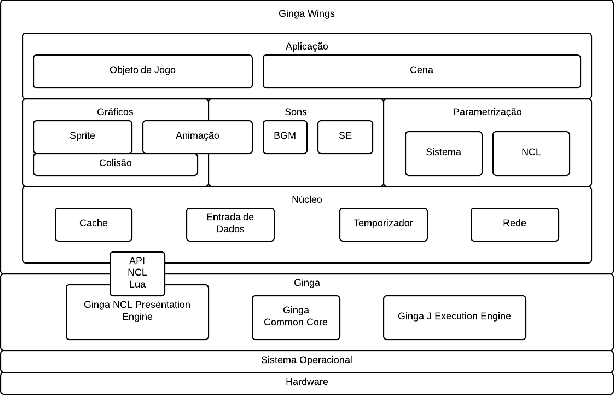 Ginga Wings
Aplicação
Objeto de Jogo
Cena
Gráficos
Sons
Parametrização
Sprite
Animação
BGM
SE
Sistema
NCL
Colisão
Núcleo
Cache
Entrada de
Dados
Temporizador
Rede
API
NCL
Lua
Ginga
Ginga NCL Presentation
Engine
Ginga
Common Core
Ginga J Execution Engine
Sistema Operacional
Hardware